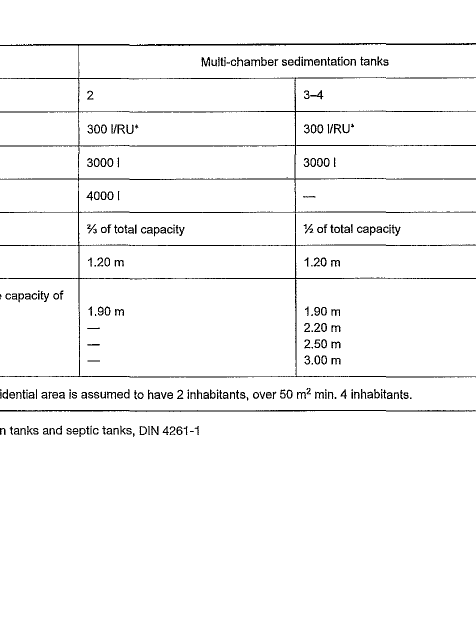 Multi-chamber sedimentation tanks
2 3–4
300 l/RU* 300 l/RU*
3000 l 3000 l
4000 l —
⅔ of total capacity ½ of total capacity
1.20 m 1.20 m
capacity of
1.90 m 1.90 m
— 2.20 m
— 2.50 m
— 3.00 m
idential area is assumed to have 2 inhabitants, over 50 m² min. 4 inhabitants.
n tanks and septic tanks, DIN 4261-1